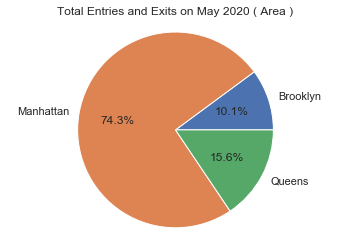 Total Entries and Exits on May 2020 ( Area )
Brooklyn
10.1%
Manhattan
74.3%
15.6%
Queens